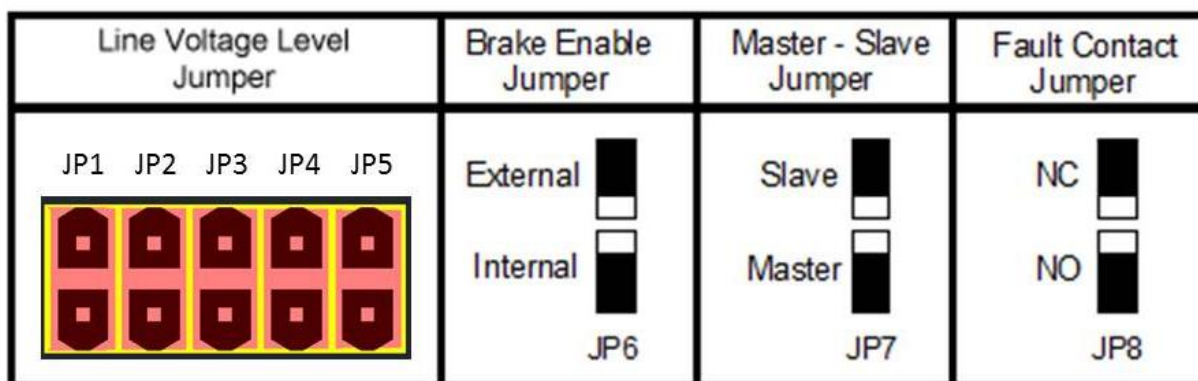 Line Voltage Level
Jumper
Brake Enable
Jumper
Master - Slave
Jumper
Fault Contact
Jumper
JP1 JP2 JP3 JP4 JP5
External
Internal
JP6
Slave
Master
JP7
NC
NO
JP8